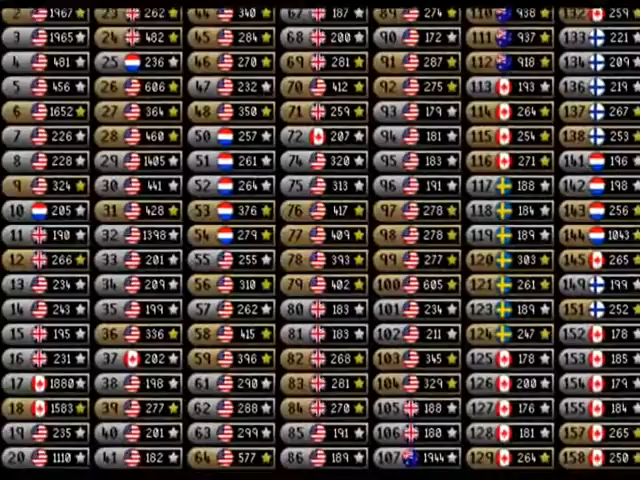 2 1967 23 262 44 340 67 187 89 274 110 938 132 259
3 1965 24 482 45 284 68 200 90 172 111 937 133 221
4 481 25 236 46 270 69 281 91 287 112 918 134 209
5 456 26 606 47 232 70 412 92 275 113 193 136 219
6 1652 27 364 48 350 71 259 93 179 114 264 137 267
7 226 28 460 50 257 72 207 94 181 115 254 138 253
8 228 29 1405 51 261 74 320 95 183 116 271 141 196
9 324 30 441 52 264 75 313 96 191 117 188 142 198
10 205 31 428 53 376 76 417 97 278 118 184 143 256
11 190 32 1398 54 279 77 409 98 278 119 189 144 1043
12 266 33 201 55 255 78 393 99 277 120 303 145 265
13 234 34 265 56 310 79 402 100 605 121 261 149 199
14 243 35 199 57 262 80 183 101 234 123 189 151 252
15 195 36 336 58 415 81 183 102 211 124 247 152 178
16 231 37 202 59 396 82 268 103 345 125 178 153 185
17 1880 38 198 61 290 83 281 104 329 126 200 154 179
18 1583 39 277 62 288 84 270 105 188 127 176 155 184
19 235 40 201 63 299 85 191 106 180 128 181 157 265
20 1110 41 182 64 577 86 189 107 1944 129 264 158 250